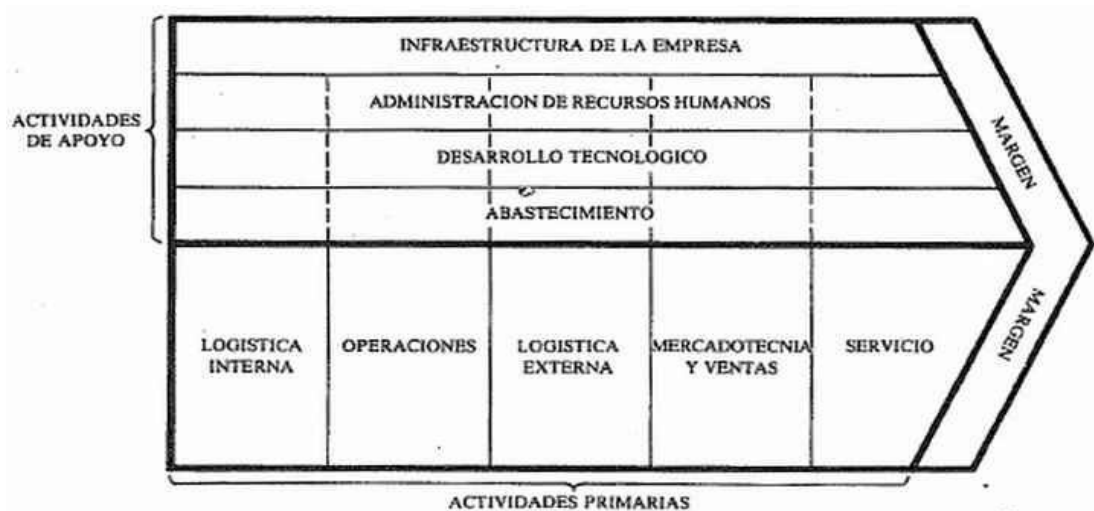 INFRAESTRUCTURA DE LA EMPRESA
ADMINISTRACION DE RECURSOS HUMANOS
DESARROLLO TECNOLOGICO
ABASTECIMIENTO
ACTIVIDADES
DE APOYO
MARGEN
MARGEN
LOGISTICA
INTERNA
OPERACIONES
LOGISTICA
EXTERNA
MERCADOTECNIA
Y VENTAS
SERVICIO
ACTIVIDADES PRIMARIAS